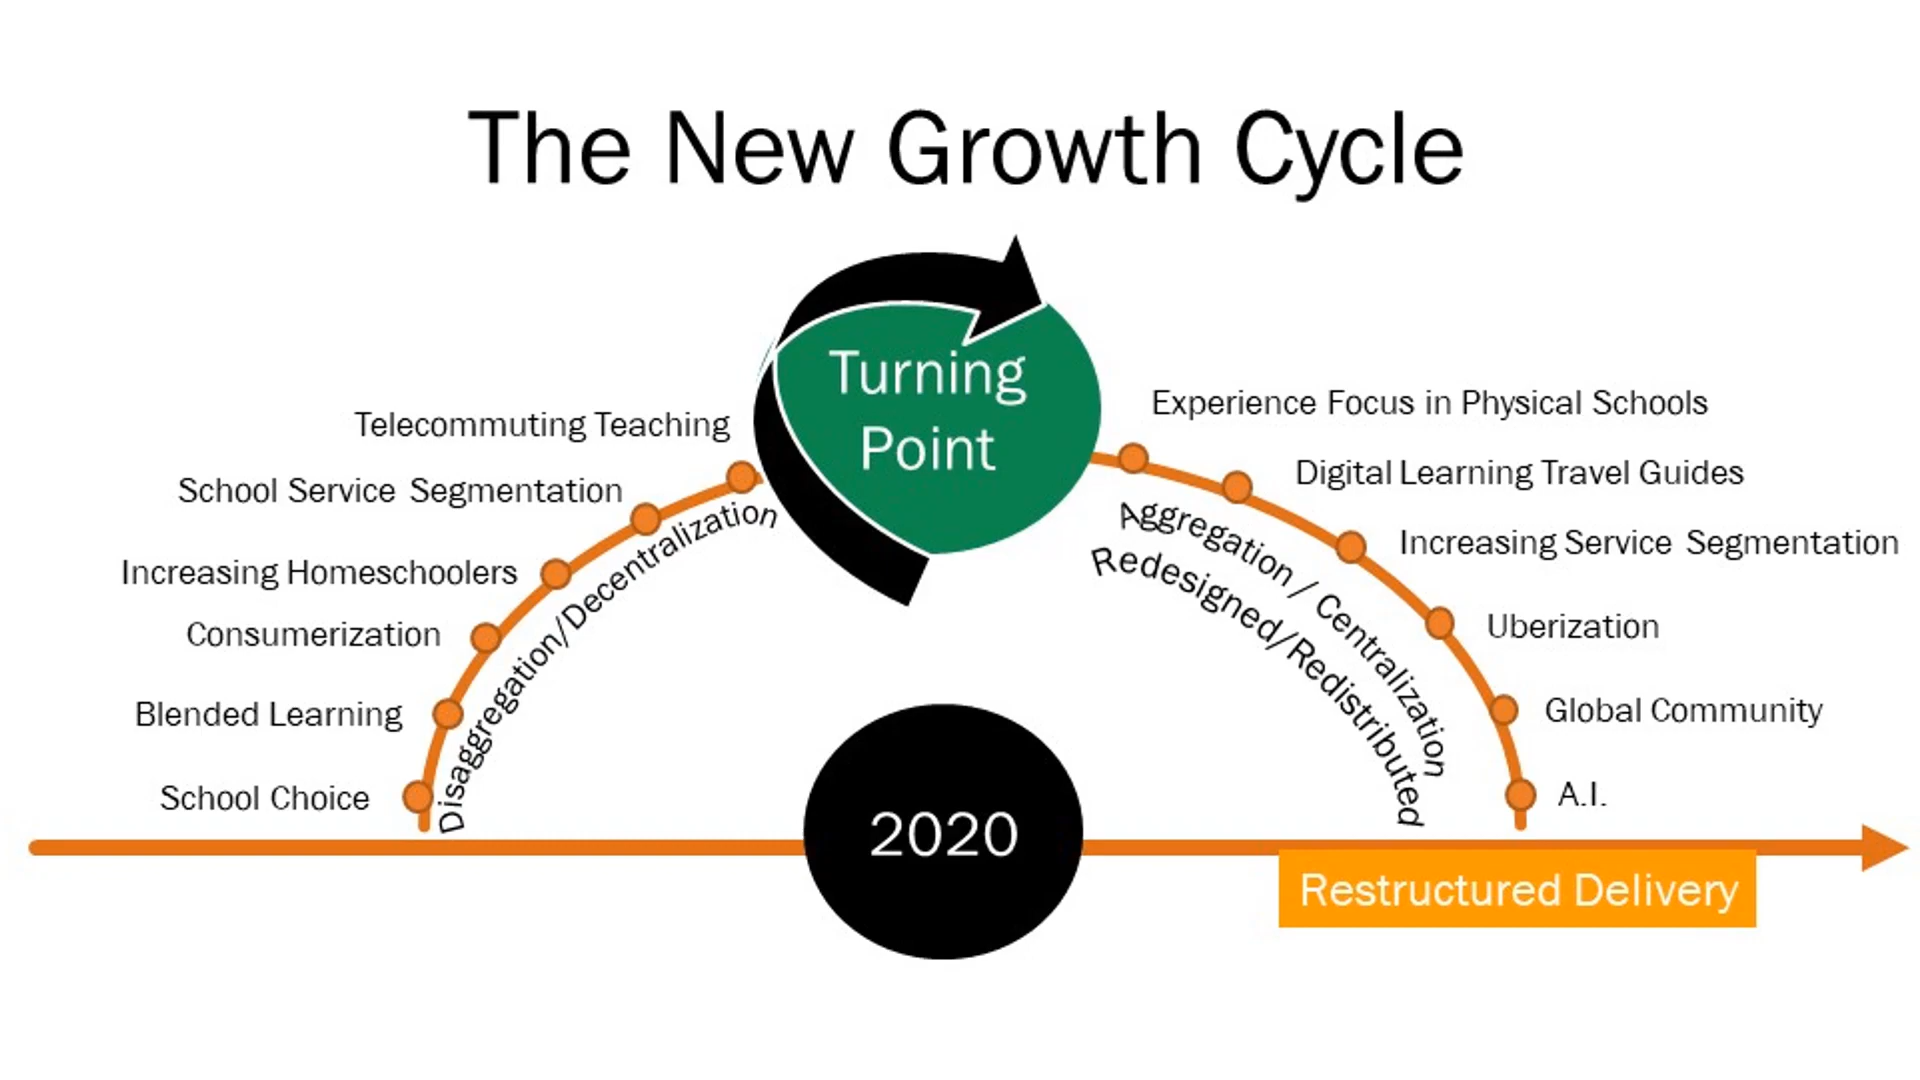 The New Growth Cycle
Turning
Point
Telecommuting Teaching
School Service Segmentation
Increasing Homeschoolers
Consumerization
Blended Learning
School Choice
Disaggregation/Decentralization
Experience Focus in Physical Schools
Digital Learning Travel Guides
Increasing Service Segmentation
Uberization
Global Community
A.I.
Aggregation / Centralization
Redesigned/Redistributed
2020
Restructured Delivery